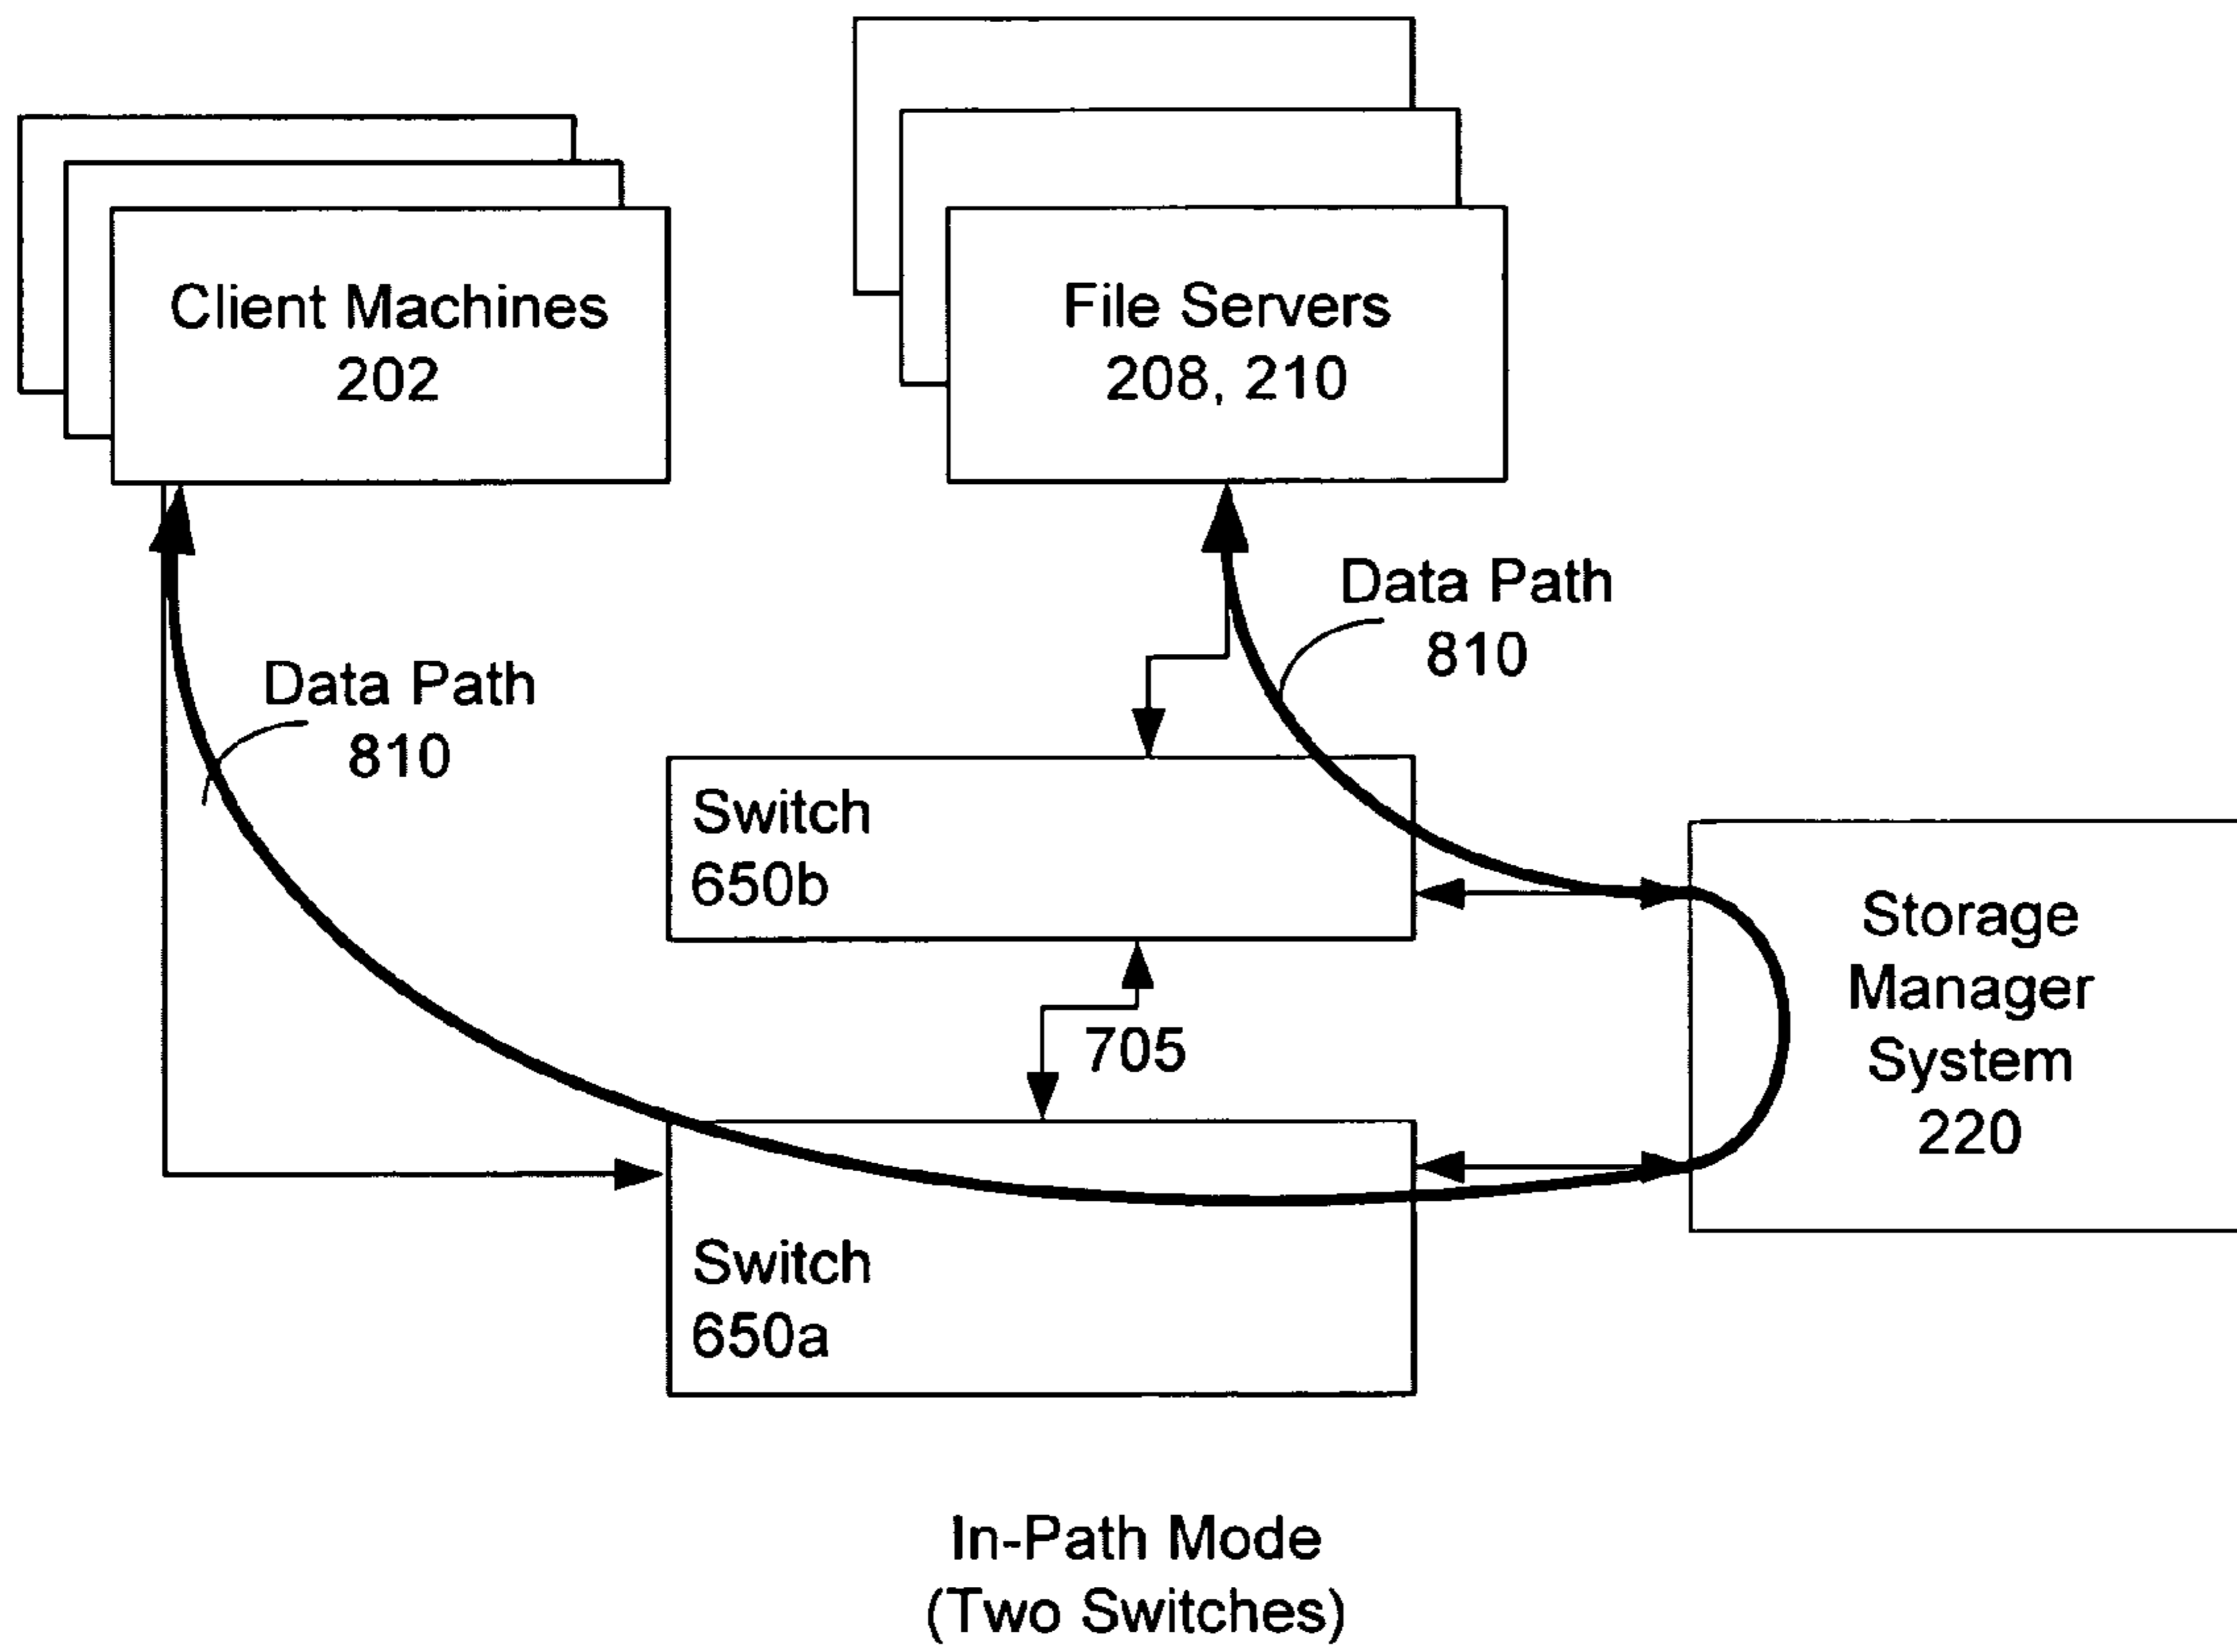 Client Machines
202
File Servers
208, 210
Data Path
810
Data Path
810
Switch
650b
705
Storage
Manager
System
220
Switch
650a
In-Path Mode
(Two Switches)